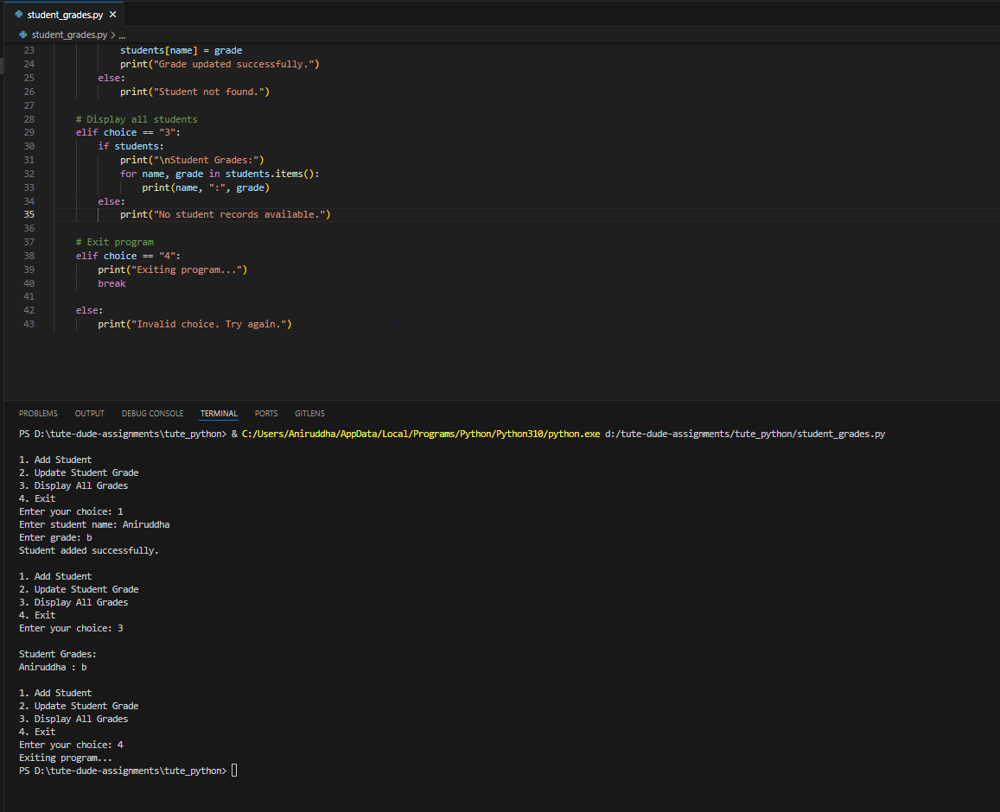 student_grades.py ×
student_grades.py > ...
23 students[name] = grade
24 print("Grade updated successfully.")
25 else:
26 print("Student not found.")
27
28 # Display all students
29 elif choice == "3":
30 if students:
31 print("\nStudent Grades:")
32 for name, grade in students.items():
33 print(name, ":", grade)
34 else:
35 print("No student records available.")
36
37 # Exit program
38 elif choice == "4":
39 print("Exiting program...")
40 break
41
42 else:
43 print("Invalid choice. Try again.")
PROBLEMS OUTPUT DEBUG CONSOLE TERMINAL PORTS GITLENS
PS D:\tute-dude-assignments\tute_python> & C:/Users/Aniruddha/AppData/Local/Programs/Python/Python310/python.exe d:/tute-dude-assignments/tute_python/student_grades.py
1. Add Student
2. Update Student Grade
3. Display All Grades
4. Exit
Enter your choice: 1
Enter student name: Aniruddha
Enter grade: b
Student added successfully.
1. Add Student
2. Update Student Grade
3. Display All Grades
4. Exit
Enter your choice: 3
Student Grades:
Aniruddha : b
1. Add Student
2. Update Student Grade
3. Display All Grades
4. Exit
Enter your choice: 4
Exiting program...
PS D:\tute-dude-assignments\tute_python>